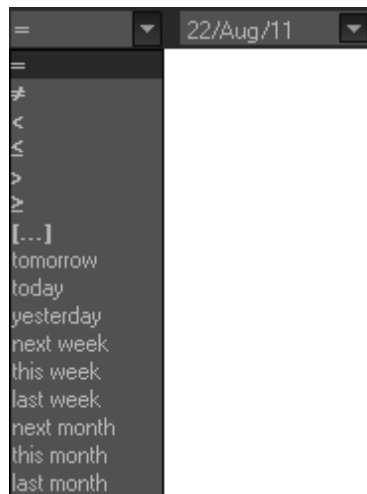 = 22/Aug/11
=
≠
<
≤
>
≥
[...]
tomorrow
today
yesterday
next week
this week
last week
next month
this month
last month